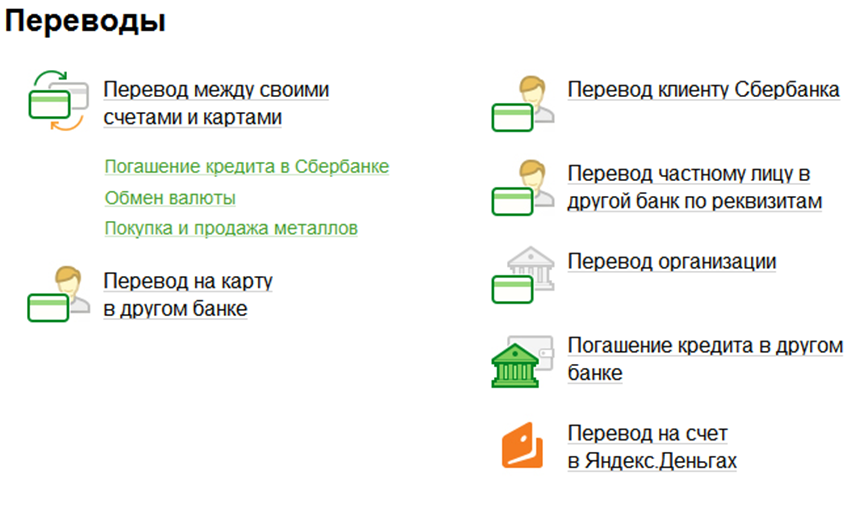 Переводы
Перевод между своими
счетами и картами
Погашение кредита в Сбербанке
Обмен валюты
Покупка и продажа металлов
Перевод на карту
в другом банке
Перевод клиенту Сбербанка
Перевод частному лицу в
другой банк по реквизитам
Перевод организации
Погашение кредита в другом
банке
Перевод на счет
в Яндекс.Деньгах